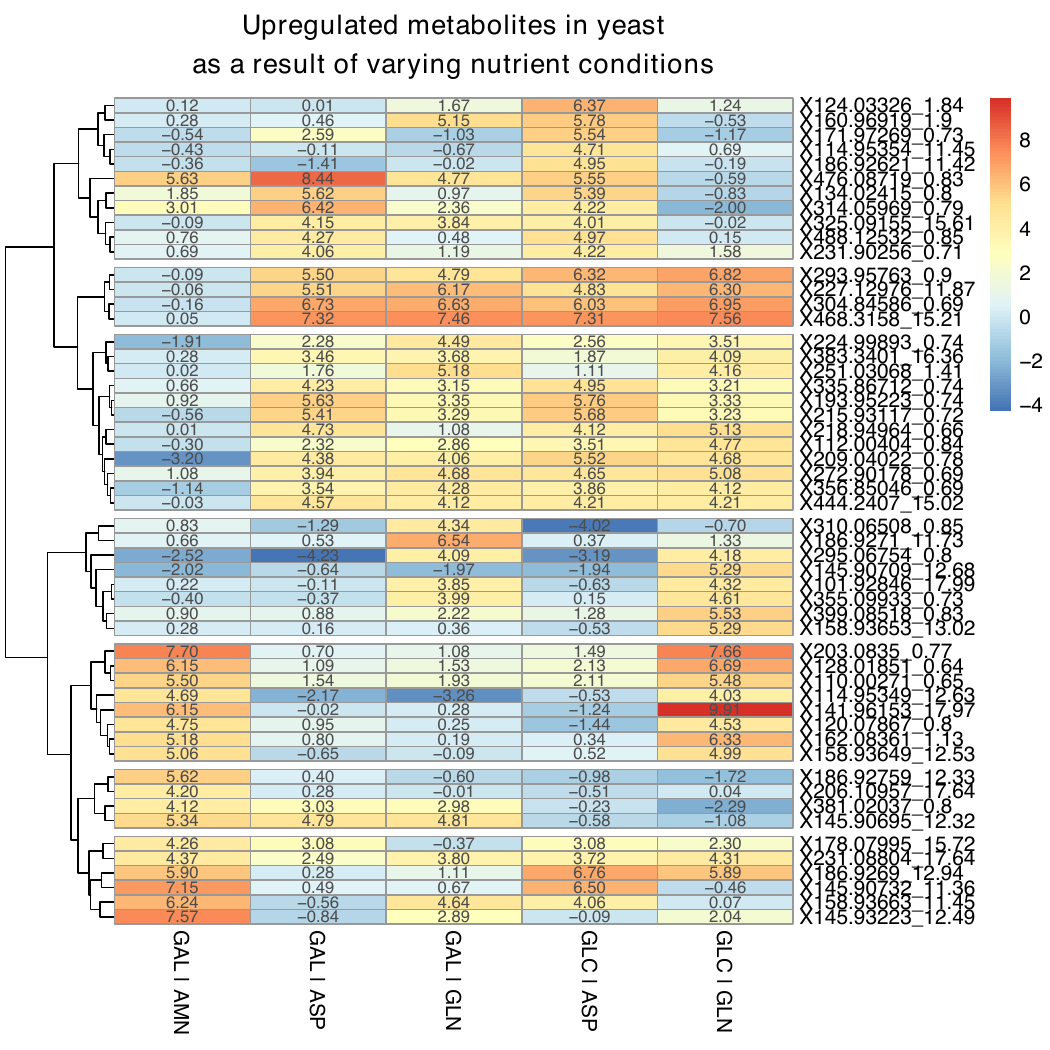 Upregulated metabolites in yeast
as a result of varying nutrient conditions
0.12 0.01 1.67 6.37 1.24 X124.03326_1.84
0.28 0.46 5.15 5.78 −0.53 X160.96919_1.9
−0.54 2.59 −1.03 5.54 −1.17 X171.97269_0.73
−0.43 −0.11 −0.67 4.71 0.69 X114.95354_11.45
−0.36 −1.41 −0.02 4.95 −0.19 X186.92621_11.42
5.63 8.44 4.77 5.55 −0.59 X476.08719_0.83
1.85 5.62 0.97 5.39 −0.83 X134.02415_0.8
3.01 6.42 2.36 4.22 −2.00 X314.05969_0.79
−0.09 4.15 3.84 4.01 −0.02 X325.09155_15.61
0.76 4.27 0.48 4.97 0.15 X488.12532_0.85
0.69 4.06 1.19 4.22 1.58 X231.90256_0.71
−0.09 5.50 4.79 6.32 6.82 X293.95763_0.9
−0.06 5.51 6.17 4.83 6.30 X227.12976_11.87
−0.16 6.73 6.63 6.03 6.95 X304.84586_0.69
0.05 7.32 7.46 7.31 7.56 X468.3158_15.21
−1.91 2.28 4.49 2.56 3.51 X224.99893_0.74
0.28 3.46 3.68 1.87 4.09 X383.3401_16.36
0.02 1.76 5.18 1.11 4.16 X251.03068_1.41
0.66 4.23 3.15 4.95 3.21 X335.86712_0.74
0.92 5.63 3.35 5.76 3.33 X193.95223_0.74
−0.56 5.41 3.29 5.68 3.23 X215.93117_0.72
0.01 4.73 1.08 4.12 5.13 X218.94964_0.66
−0.30 2.32 2.86 3.51 4.77 X112.00404_0.84
−3.20 4.38 4.06 5.52 4.68 X209.04022_0.78
1.08 3.94 4.68 4.65 5.08 X272.90178_0.69
−1.14 3.54 4.28 3.86 4.12 X356.85046_0.69
−0.03 4.57 4.12 4.21 4.21 X444.2407_15.02
0.83 −1.29 4.34 −4.02 −0.70 X310.06508_0.85
0.66 0.53 6.54 0.37 1.33 X186.9271_11.73
−2.52 −4.23 4.09 −3.19 4.18 X295.06754_0.8
−2.02 −0.64 −1.97 −1.94 5.29 X145.90709_12.68
0.22 −0.11 3.85 −0.63 4.32 X101.92846_17.99
−0.40 −0.37 3.99 0.15 4.61 X355.09933_0.73
0.90 0.88 2.22 1.28 5.53 X399.08518_0.83
0.28 0.16 0.36 −0.53 5.29 X158.93653_13.02
7.70 0.70 1.08 1.49 7.66 X203.0835_0.77
6.15 1.09 1.53 2.13 6.69 X128.01851_0.64
5.50 1.54 1.93 2.11 5.48 X110.00271_0.65
4.69 −2.17 −3.26 −0.53 4.03 X114.95349_12.63
6.15 −0.02 0.28 −1.24 9.91 X141.96153_17.97
4.75 0.95 0.25 −1.44 4.53 X120.07867_0.8
5.18 0.80 0.19 0.34 6.33 X162.08361_1.13
5.06 −0.65 −0.09 0.52 4.99 X158.93649_12.53
5.62 0.40 −0.60 −0.98 −1.72 X186.92759_12.33
4.20 0.28 −0.01 −0.51 0.04 X206.10957_17.64
4.12 3.03 2.98 −0.23 −2.29 X381.02037_0.8
5.34 4.79 4.81 −0.58 −1.08 X145.90695_12.32
4.26 3.08 −0.37 3.08 2.30 X178.07995_15.72
4.37 2.49 3.80 3.72 4.31 X231.08804_17.64
5.90 0.28 1.11 6.76 5.89 X186.9269_12.94
7.15 0.49 0.67 6.50 −0.46 X145.90732_11.36
6.24 −0.56 4.64 4.06 0.07 X158.93663_11.45
7.57 −0.84 2.89 −0.09 2.04 X145.93223_12.49
GAL | AMN
GAL | ASP
GAL | GLN
GLC | ASP
GLC | GLN
8
6
4
2
0
−2
−4